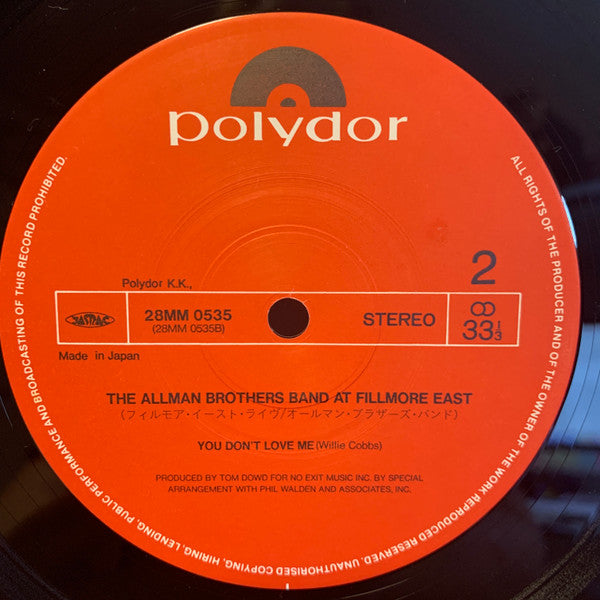 polydor
2
Polydor K.K.,
JASRAC
28MM 0535
(28MM 0535B)
STEREO
33 1/3
Made in Japan
THE ALLMAN BROTHERS BAND AT FILLMORE EAST
(フィルモア・イースト・ライヴ/オールマン・ブラザーズ・バンド)
YOU DON'T LOVE ME (Willie Cobbs)
PRODUCED BY TOM DOWD FOR NO EXIT MUSIC INC. BY SPECIAL
ARRANGEMENT WITH PHIL WALDEN AND ASSOCIATES, INC.
ALL RIGHTS OF THE PRODUCER AND OF THE OWNER OF THE WORK REPRODUCED RESERVED. UNAUTHORISED COPYING, HIRING, LENDING, PUBLIC PERFORMANCE AND BROADCASTING OF THIS RECORD PROHIBITED.